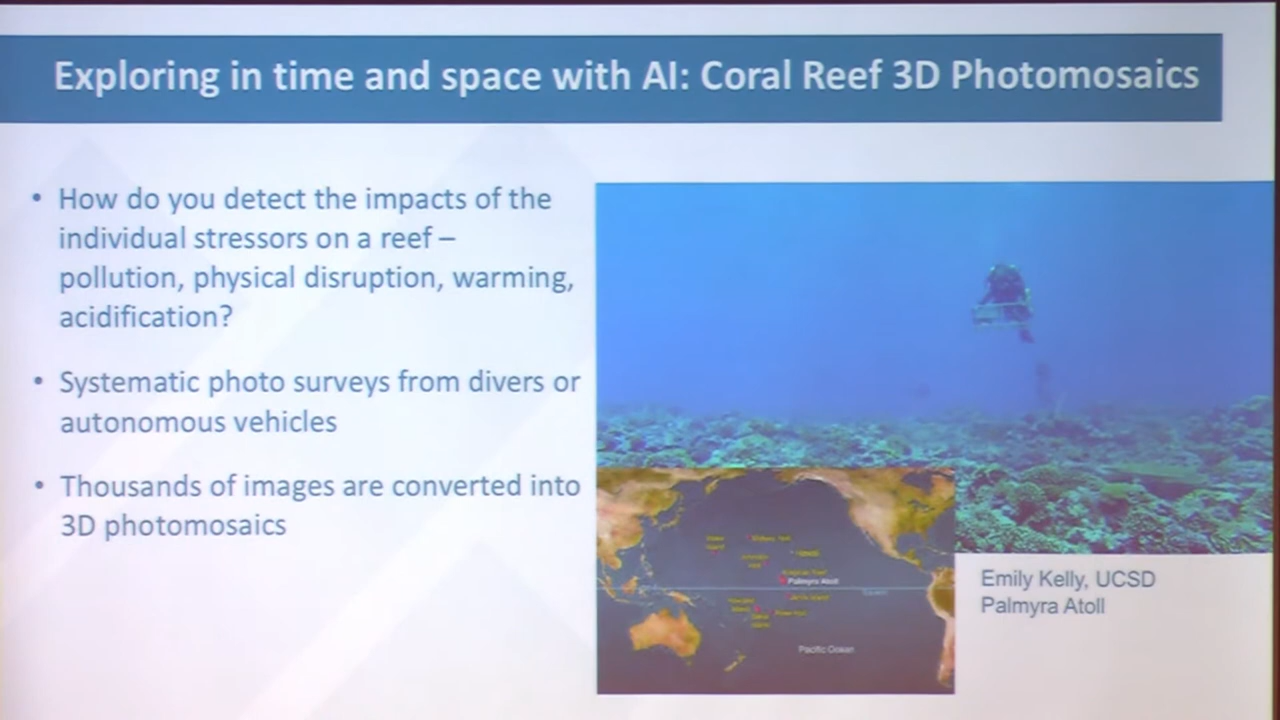 Exploring in time and space with AI: Coral Reef 3D Photomosaics
• How do you detect the impacts of the
individual stressors on a reef –
pollution, physical disruption, warming,
acidification?
• Systematic photo surveys from divers or
autonomous vehicles
• Thousands of images are converted into
3D photomosaics
Palmyra Atoll
Pacific Ocean
Emily Kelly, UCSD
Palmyra Atoll